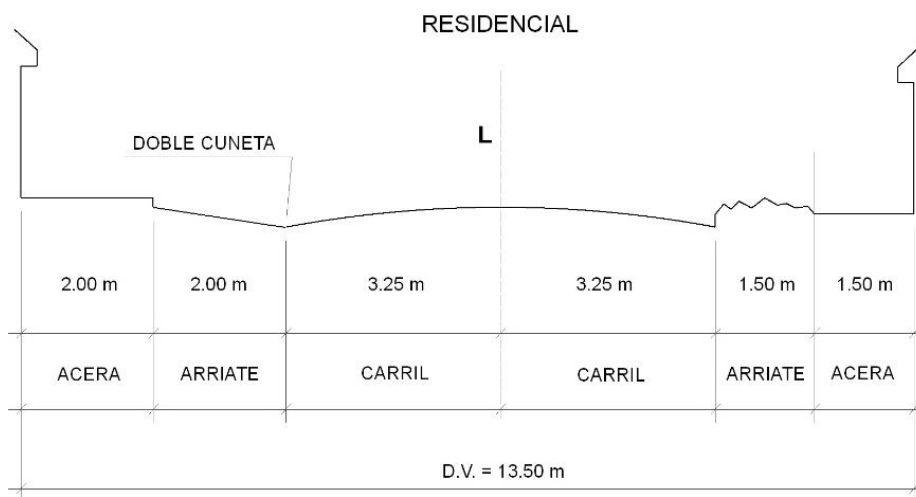 RESIDENCIAL
L
DOBLE CUNETA
2.00 m 2.00 m 3.25 m 3.25 m 1.50 m 1.50 m
ACERA ARRIATE CARRIL CARRIL ARRIATE ACERA
D.V. = 13.50 m